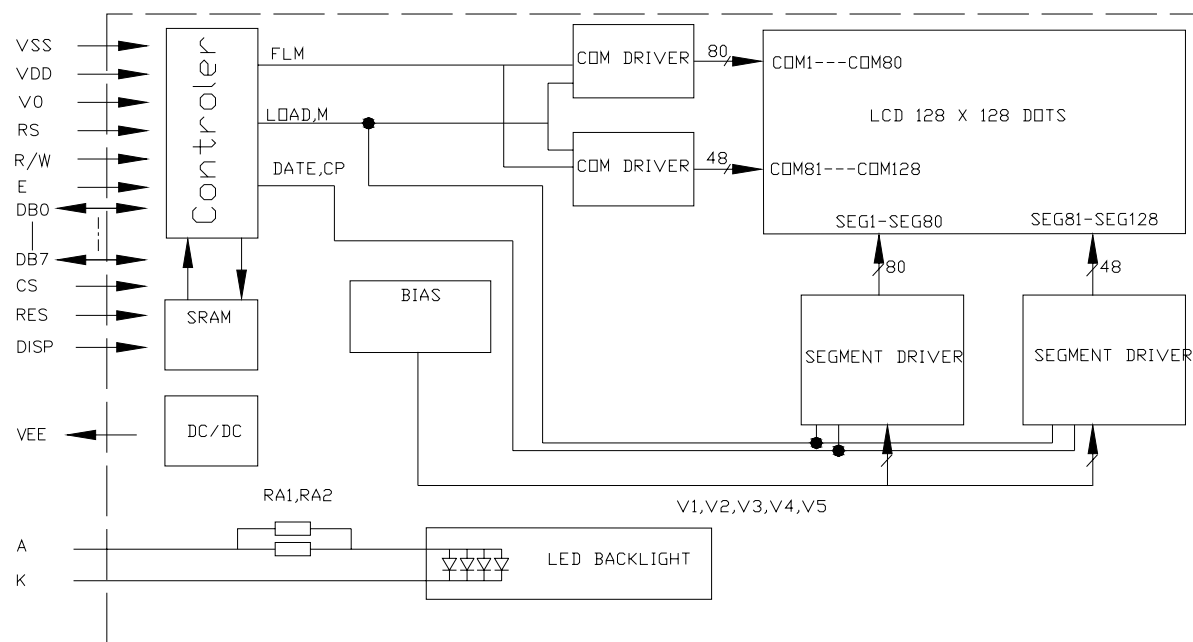 VSS
VDD
V0
RS
R/W
E
DB0
DB7
CS
RES
DISP
VEE
A
K
Controler
FLM
LOAD,M
DATE,CP
SRAM
DC/DC
BIAS
COM DRIVER
80
COM DRIVER
48
COM1---COM80
LCD 128 X 128 DOTS
COM81---COM128
SEG1-SEG80
SEG81-SEG128
80
48
SEGMENT DRIVER
SEGMENT DRIVER
V1,V2,V3,V4,V5
RA1,RA2
LED BACKLIGHT